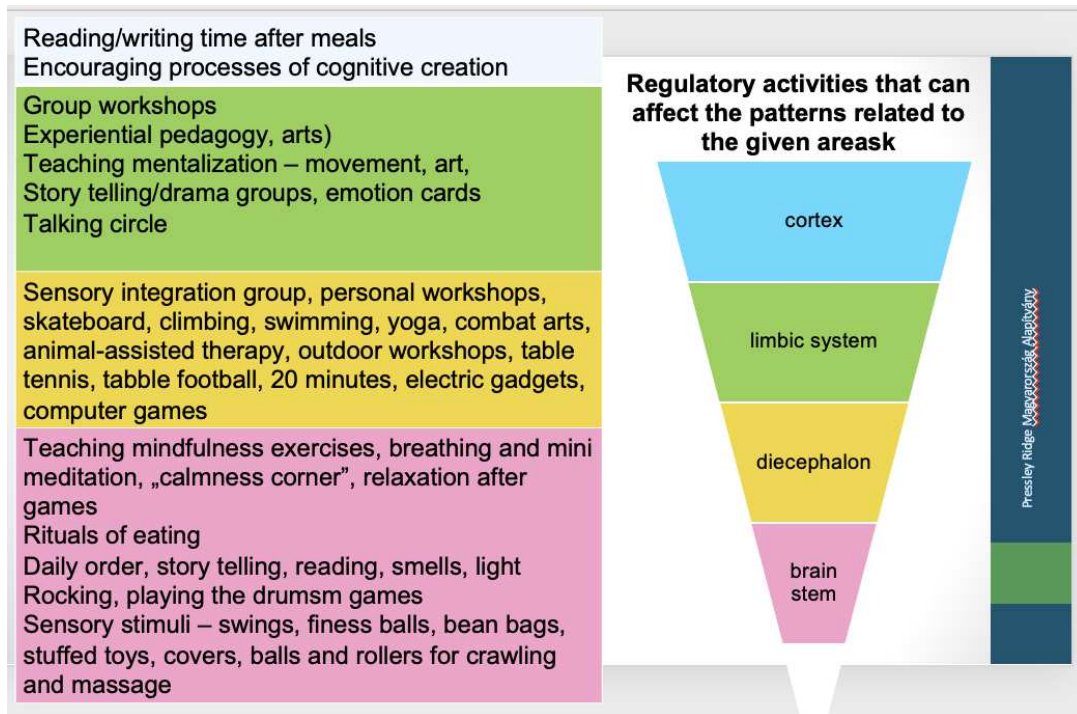 Reading/writing time after meals
Encouraging processes of cognitive creation
Group workshops
Experiential pedagogy, arts)
Teaching mentalization – movement, art,
Story telling/drama groups, emotion cards
Talking circle
Sensory integration group, personal workshops,
skateboard, climbing, swimming, yoga, combat arts,
animal-assisted therapy, outdoor workshops, table
tennis, tabble football, 20 minutes, electric gadgets,
computer games
Teaching mindfulness exercises, breathing and mini
meditation, „calmness corner”, relaxation after
games
Rituals of eating
Daily order, story telling, reading, smells, light
Rocking, playing the drumsm games
Sensory stimuli – swings, finess balls, bean bags,
stuffed toys, covers, balls and rollers for crawling
and massage
Regulatory activities that can
affect the patterns related to
the given areask
cortex
limbic system
diecephalon
brain
stem
Pressley Ridge Magyarország Alapítvány